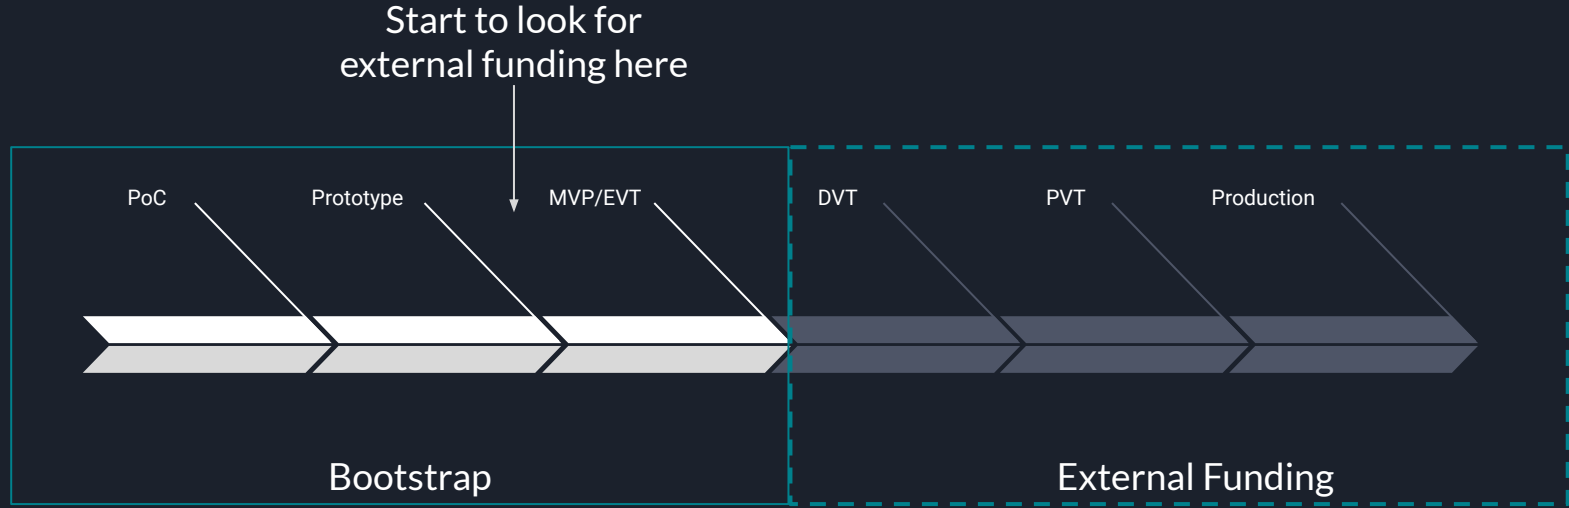 Start to look for
external funding here
PoC
Prototype
MVP/EVT
DVT
PVT
Production
Bootstrap
External Funding